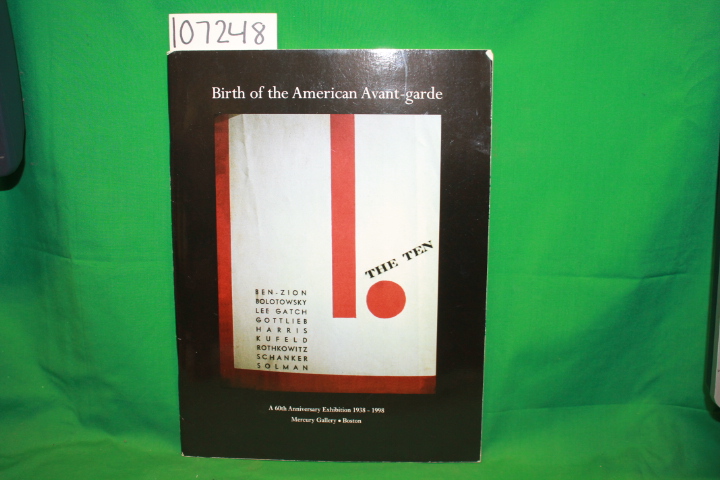 107248
Birth of the American Avant-garde
THE TEN
BEN-ZION
BOLOTOWSKY
LEE GATCH
GOTTLIEB
HARRIS
KUFELD
ROTHKOWITZ
SCHANKER
SOLMAN
A 60th Anniversary Exhibition 1938 - 1998
Mercury Gallery • Boston